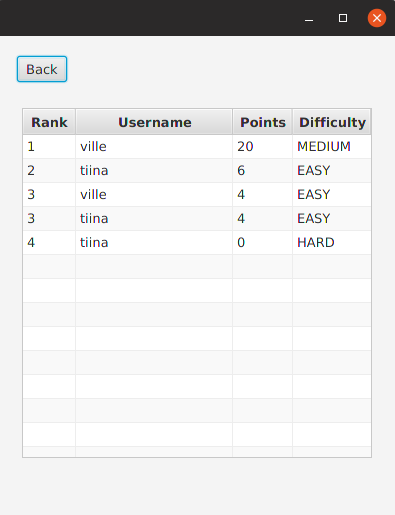 Back
Rank Username Points Difficulty
1 ville 20 MEDIUM
2 tiina 6 EASY
3 ville 4 EASY
3 tiina 4 EASY
4 tiina 0 HARD